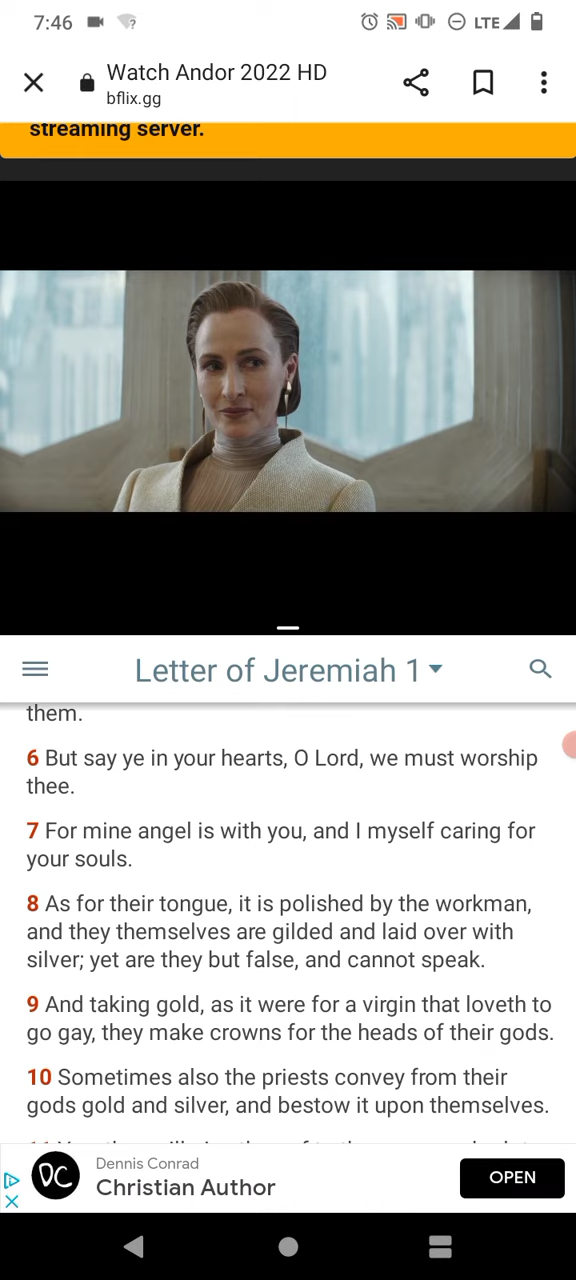 7:46
LTE
Watch Andor 2022 HD
bflix.gg
streaming server.
Letter of Jeremiah 1
them.
6 But say ye in your hearts, O Lord, we must worship
thee.
7 For mine angel is with you, and I myself caring for
your souls.
8 As for their tongue, it is polished by the workman,
and they themselves are gilded and laid over with
silver; yet are they but false, and cannot speak.
9 And taking gold, as it were for a virgin that loveth to
go gay, they make crowns for the heads of their gods.
10 Sometimes also the priests convey from their
gods gold and silver, and bestow it upon themselves.
DC
Dennis Conrad
Christian Author
OPEN